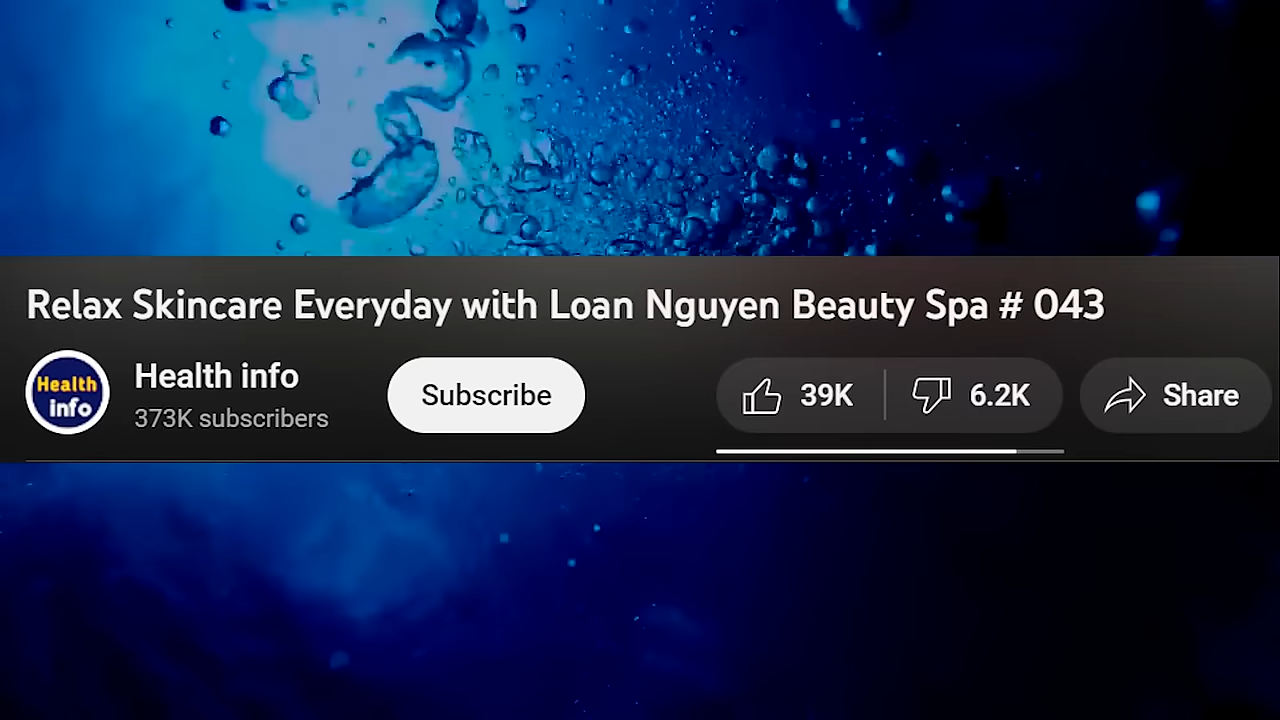 Relax Skincare Everyday with Loan Nguyen Beauty Spa # 043
Health
info
Health info
373K subscribers
Subscribe
39K
6.2K
Share